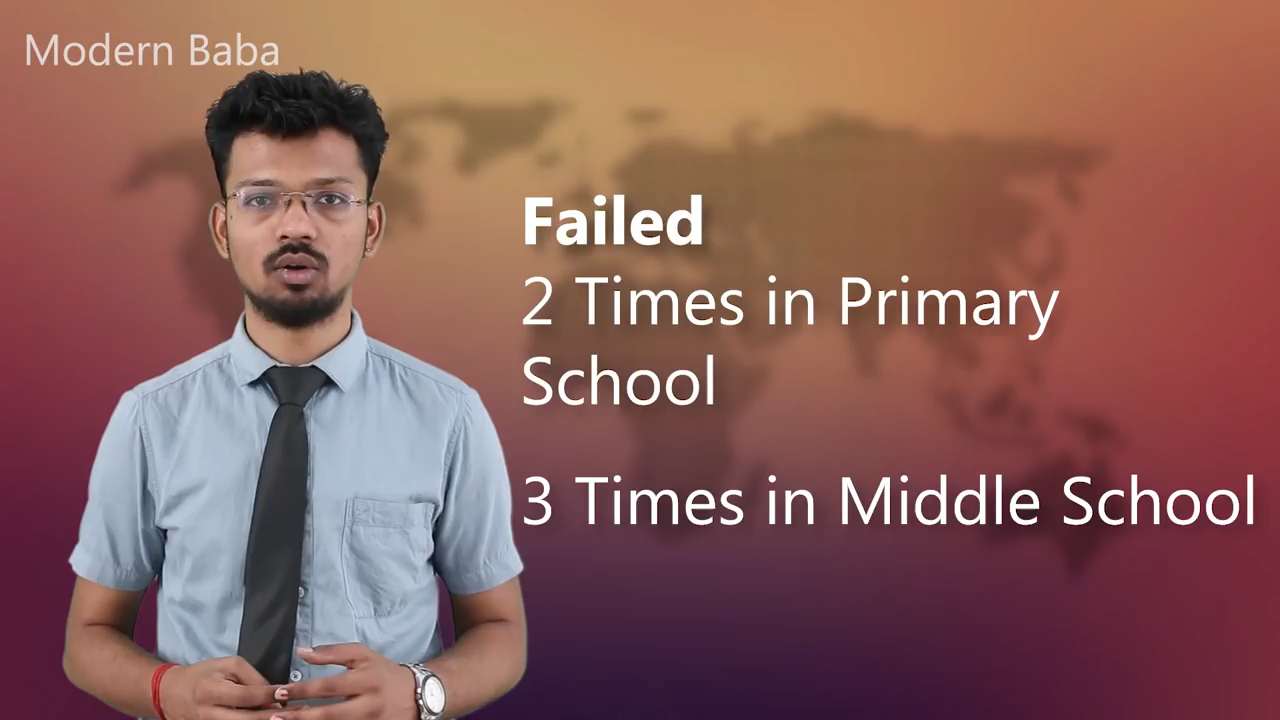 Modern Baba
Failed
2 Times in Primary
School
3 Times in Middle School